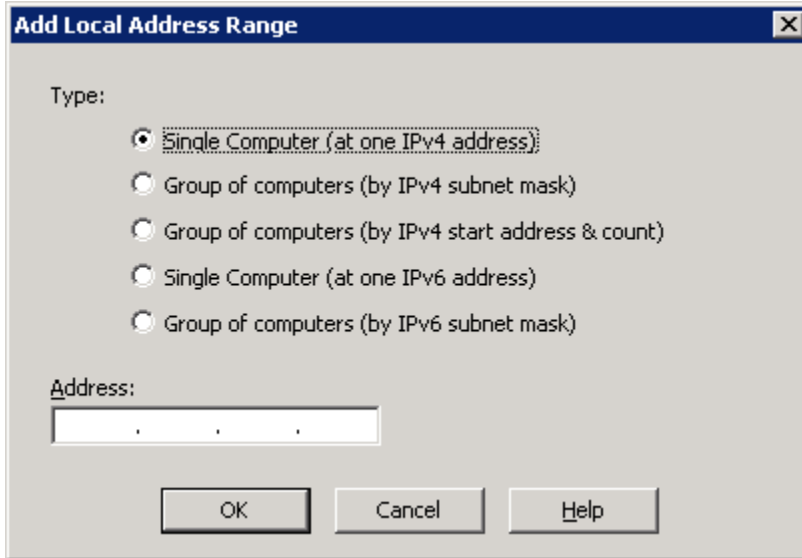 Add Local Address Range
Type:
Single Computer (at one IPv4 address)
Group of computers (by IPv4 subnet mask)
Group of computers (by IPv4 start address & count)
Single Computer (at one IPv6 address)
Group of computers (by IPv6 subnet mask)
Address:
. . .
OK Cancel Help